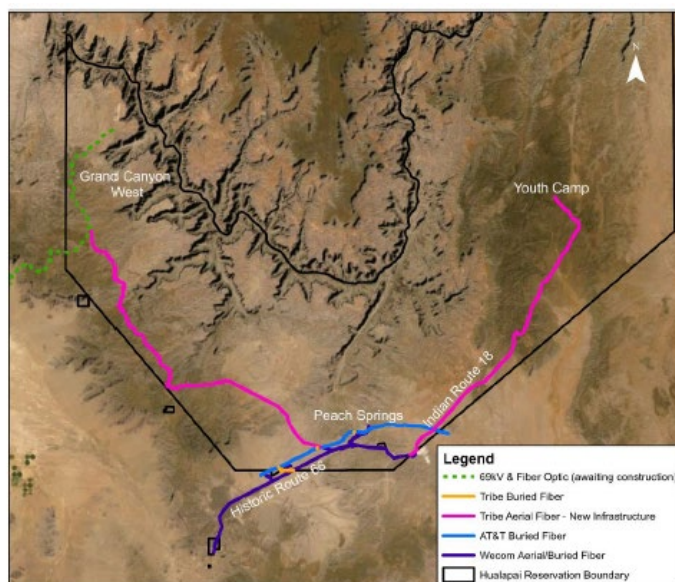 N
Grand Canyon
West
Youth Camp
Indian Route 18
Peach Springs
Historic Route 66
Legend
69kV & Fiber Optic (awaiting construction)
Tribe Buried Fiber
Tribe Aerial Fiber - New Infrastructure
AT&T Buried Fiber
Wecom Aerial/Buried Fiber
Hualapai Reservation Boundary